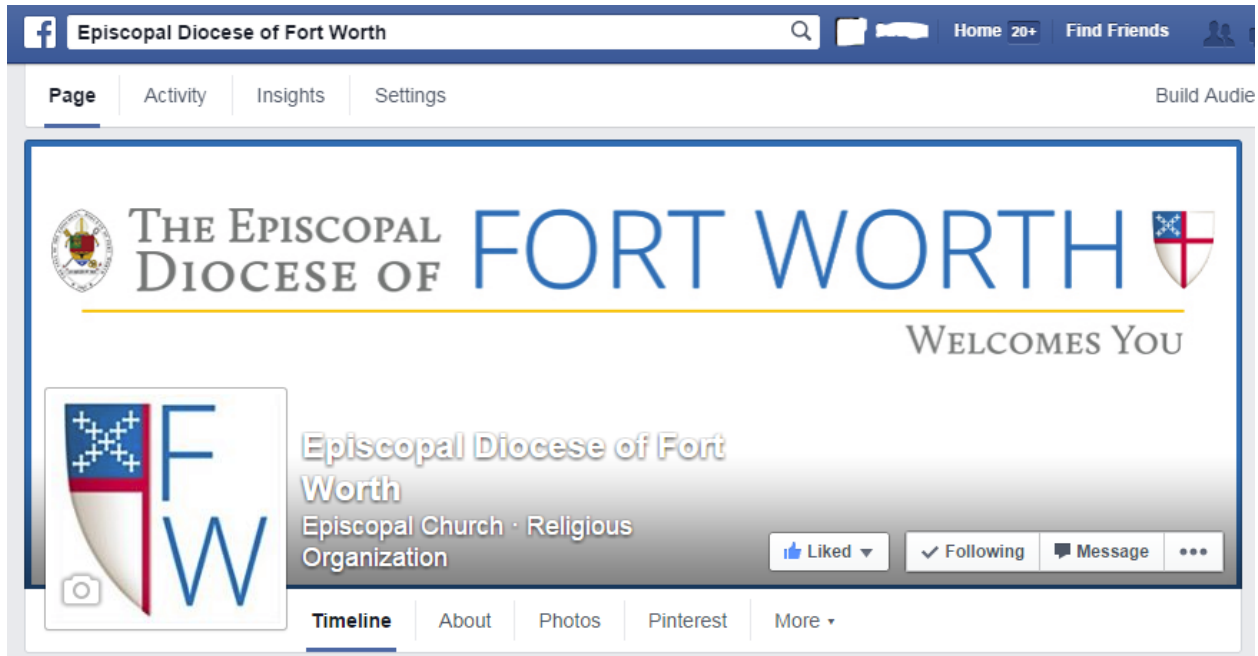 f Episcopal Diocese of Fort Worth Home 20+ Find Friends
Page Activity Insights Settings Build Audie
THE EPISCOPAL
DIOCESE OF
FORT WORTH
WELCOMES YOU
F
W
Episcopal Diocese of Fort
Worth
Episcopal Church · Religious
Organization
Liked Following Message
Timeline About Photos Pinterest More